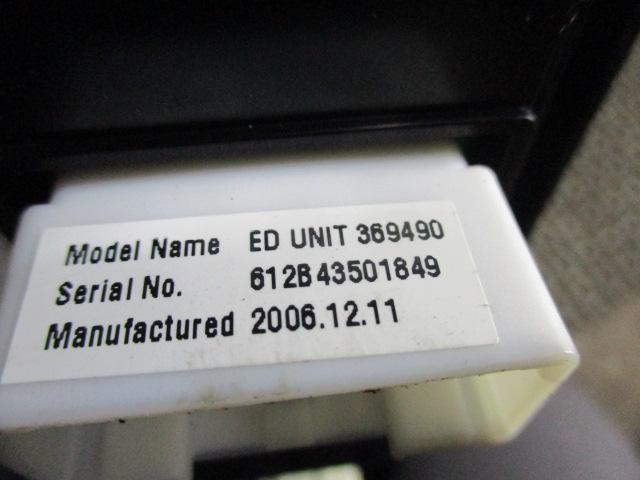 Model Name ED UNIT 369490
Serial No. 612B43501849
Manufactured 2006.12.11